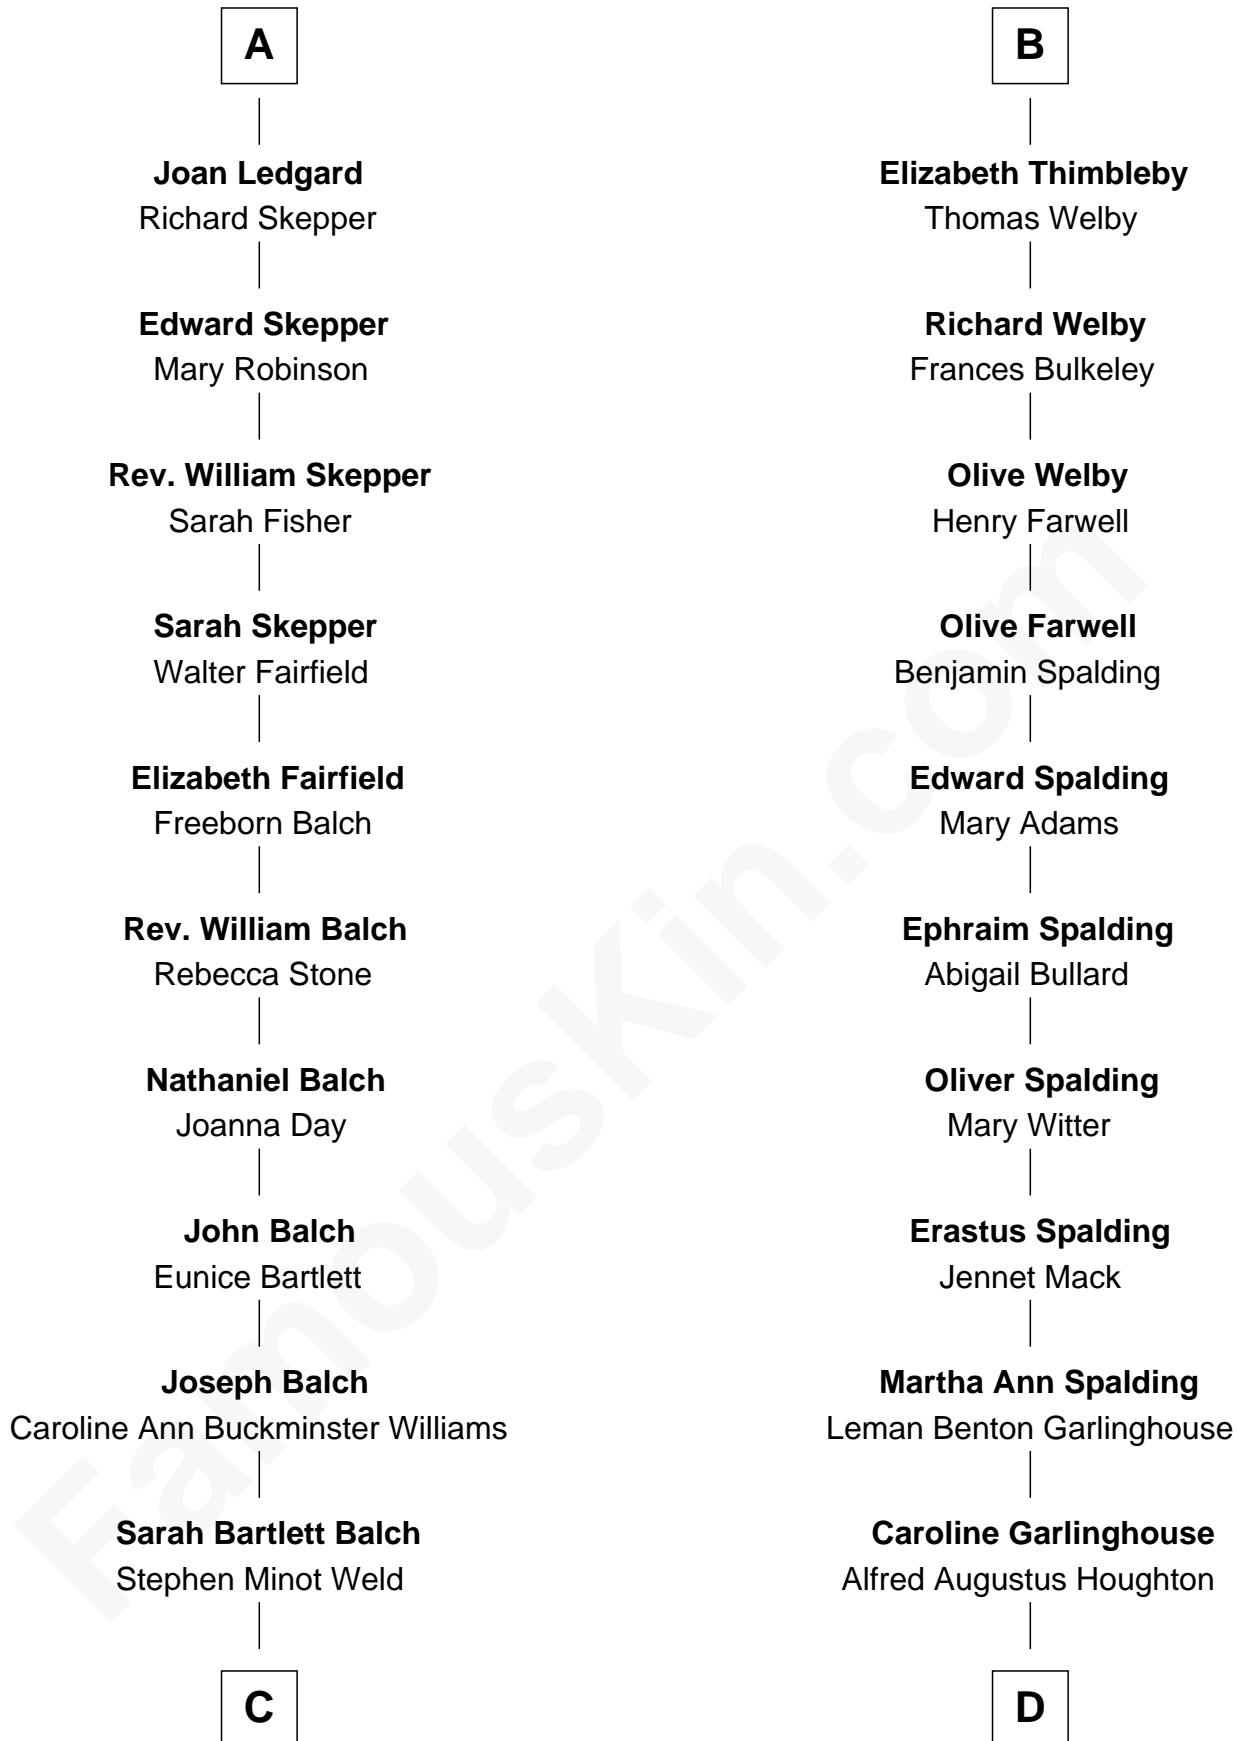 A
Joan Ledgard
Richard Skepper
Edward Skepper
Mary Robinson
Rev. William Skepper
Sarah Fisher
Sarah Skepper
Walter Fairfield
Elizabeth Fairfield
Freeborn Balch
Rev. William Balch
Rebecca Stone
Nathaniel Balch
Joanna Day
John Balch
Eunice Bartlett
Joseph Balch
Caroline Ann Buckminster Williams
Sarah Bartlett Balch
Stephen Minot Weld
C
B
Elizabeth Thimbleby
Thomas Welby
Richard Welby
Frances Bulkeley
Olive Welby
Henry Farwell
Olive Farwell
Benjamin Spalding
Edward Spalding
Mary Adams
Ephraim Spalding
Abigail Bullard
Oliver Spalding
Mary Witter
Erastus Spalding
Jennet Mack
Martha Ann Spalding
Leman Benton Garlinghouse
Caroline Garlinghouse
Alfred Augustus Houghton
D
FamousKin.com